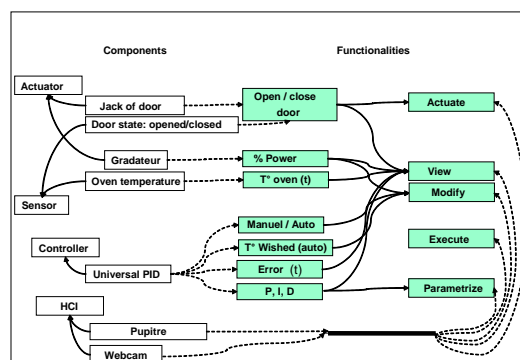 Components
Functionalities
Actuator
Jack of door
Door state: opened/closed
Gradateur
Oven temperature
Sensor
Controller
Universal PID
HCI
Pupitre
Webcam
Open / close
door
% Power
T° oven (t)
Manuel / Auto
T° Wished (auto)
Error (t)
P, I, D
Actuate
View
Modify
Execute
Parametrize